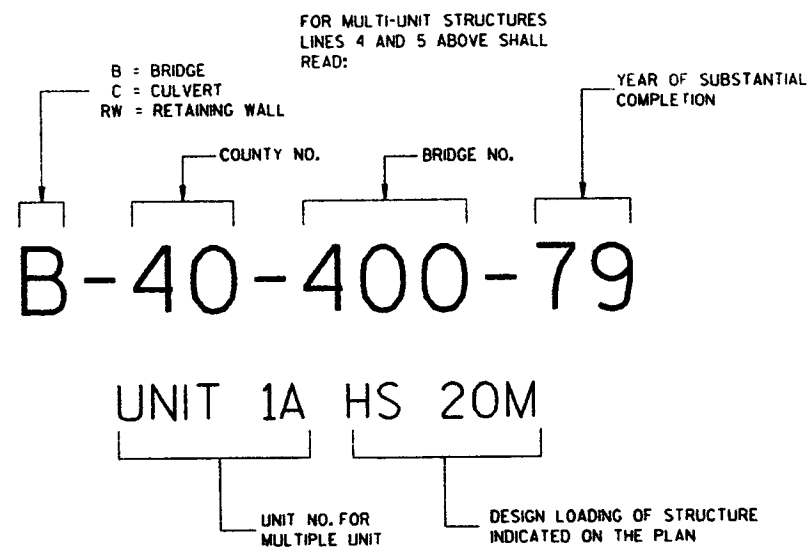 FOR MULTI-UNIT STRUCTURES
LINES 4 AND 5 ABOVE SHALL
READ:
B = BRIDGE
C = CULVERT
RW = RETAINING WALL
YEAR OF SUBSTANTIAL
COMPLETION
COUNTY NO.
BRIDGE NO.
B-40-400-79
UNIT 1A HS 20M
UNIT NO. FOR
MULTIPLE UNIT
DESIGN LOADING OF STRUCTURE
INDICATED ON THE PLAN